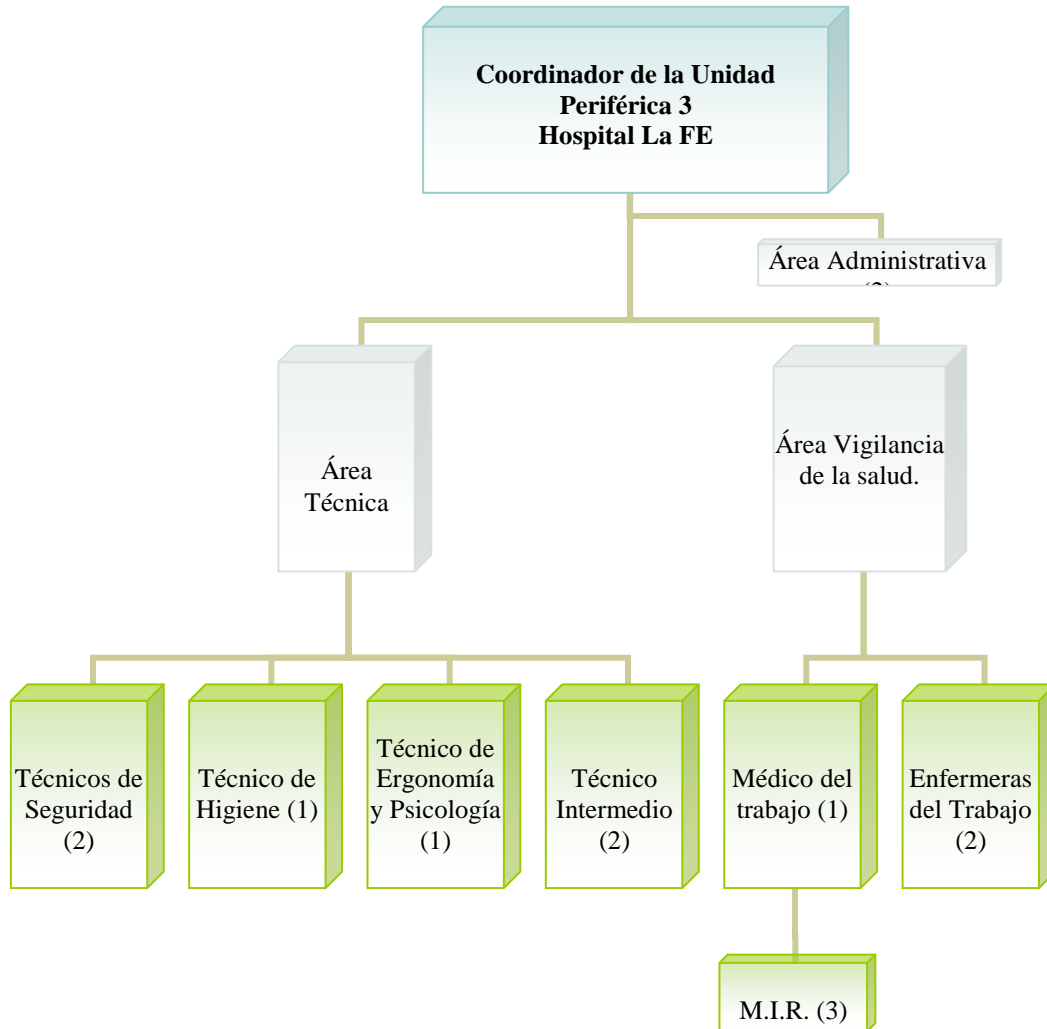 Coordinador de la Unidad
Periférica 3
Hospital La FE
Área Administrativa
Área
Técnica
Área Vigilancia
de la salud.
Técnicos de
Seguridad
(2)
Técnico de
Higiene (1)
Técnico de
Ergonomía
y Psicología
(1)
Técnico
Intermedio
(2)
Médico del
trabajo (1)
Enfermeras
del Trabajo
(2)
M.I.R. (3)